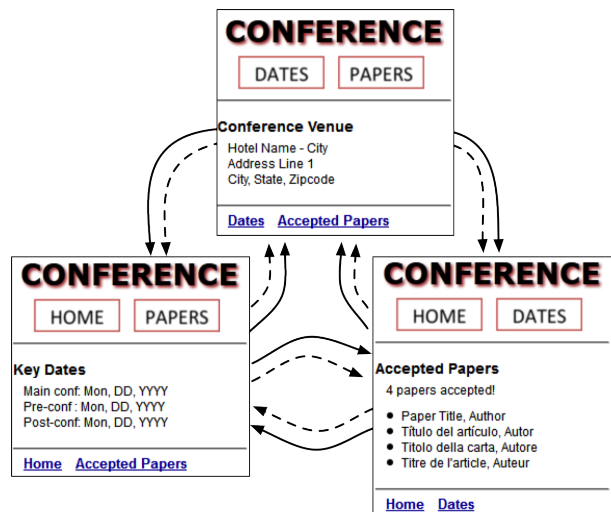 CONFERENCE
DATES PAPERS
Conference Venue
Hotel Name - City
Address Line 1
City, State, Zipcode
Dates Accepted Papers
CONFERENCE
HOME PAPERS
Key Dates
Main conf: Mon, DD, YYYY
Pre-conf : Mon, DD, YYYY
Post-conf: Mon, DD, YYYY
Home Accepted Papers
CONFERENCE
HOME DATES
Accepted Papers
4 papers accepted!
Paper Title, Author
Título del artículo, Autor
Titolo della carta, Autore
Titre de l'article, Auteur
Home Dates